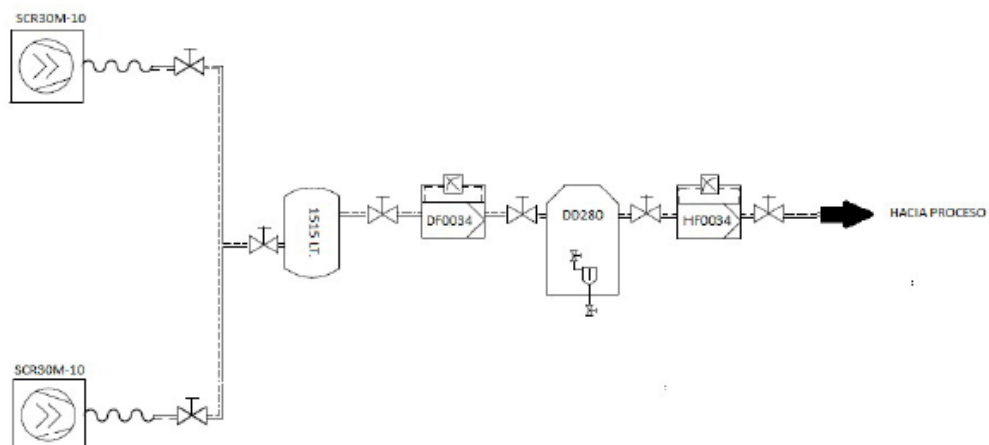 SCR30M-10
1515 LT.
DF0034
DD280
HF0034
HACIA PROCESO
SCR30M-10